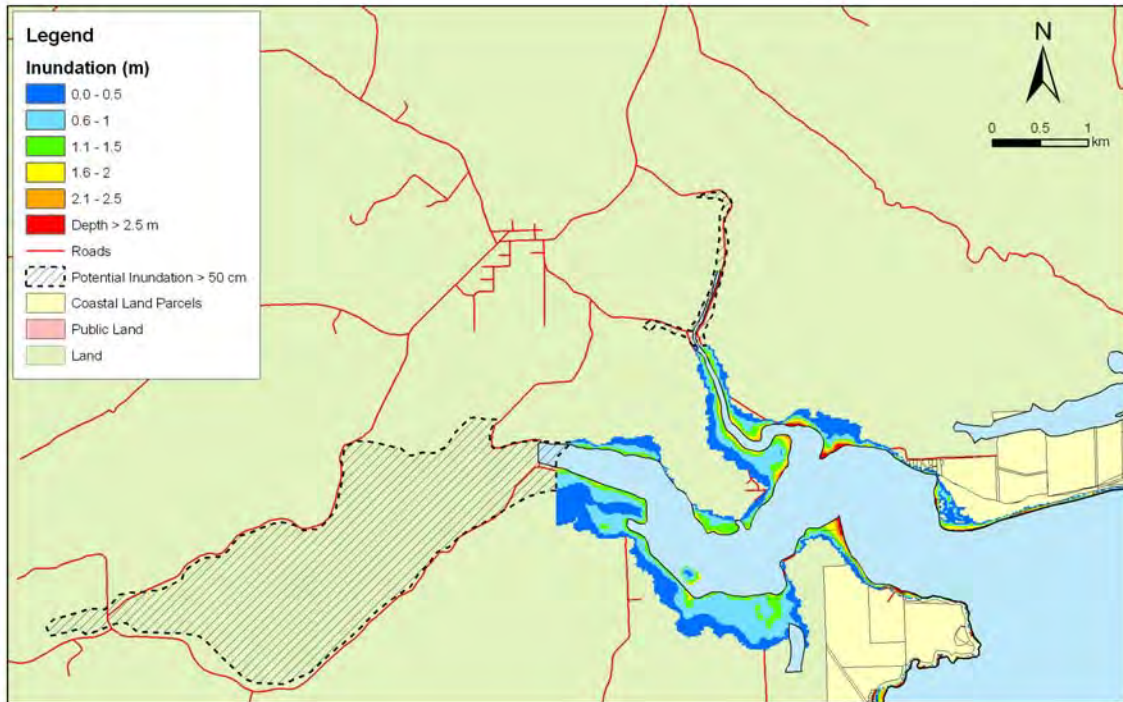 Legend
Inundation (m)
0.0 - 0.5
0.6 - 1
1.1 - 1.5
1.6 - 2
2.1 - 2.5
Depth > 2.5 m
Roads
Potential Inundation > 50 cm
Coastal Land Parcels
Public Land
Land
N
0 0.5 1
km